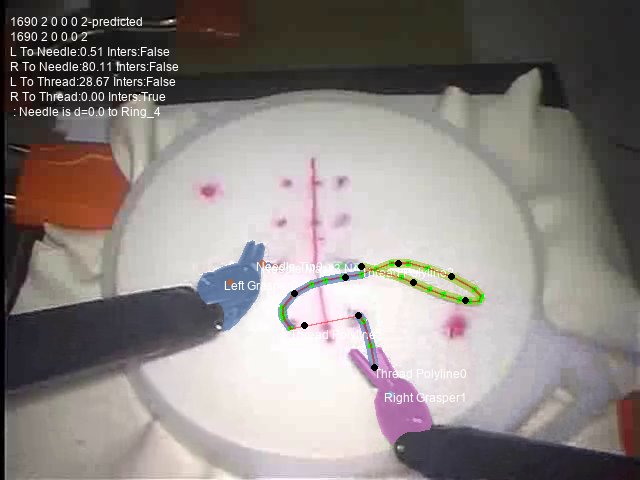 1690 2 0 0 0 2-predicted
1690 2 0 0 0 2
L To Needle:0.51 Inters:False
R To Needle:80.11 Inters:False
L To Thread:28.67 Inters:False
R To Thread:0.00 Inters:True
: Needle is d=0.0 to Ring_4
Thread Polyline
Left Grasper
Thread Polyline0
Right Grasper1